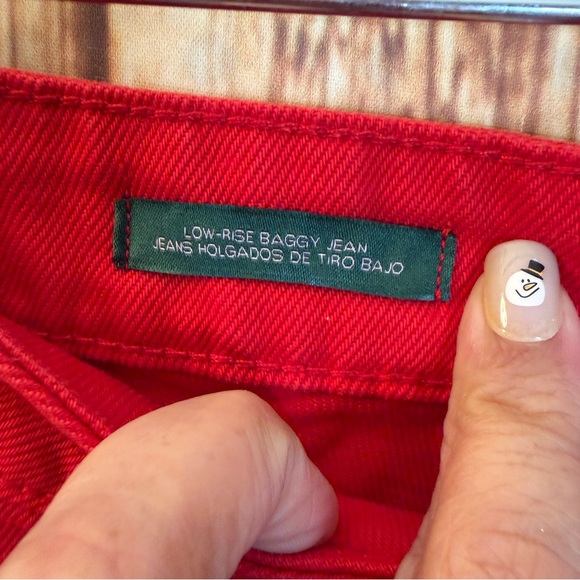 LOW-RISE BAGGY JEAN
JEANS HOLGADOS DE TIRO BAJO